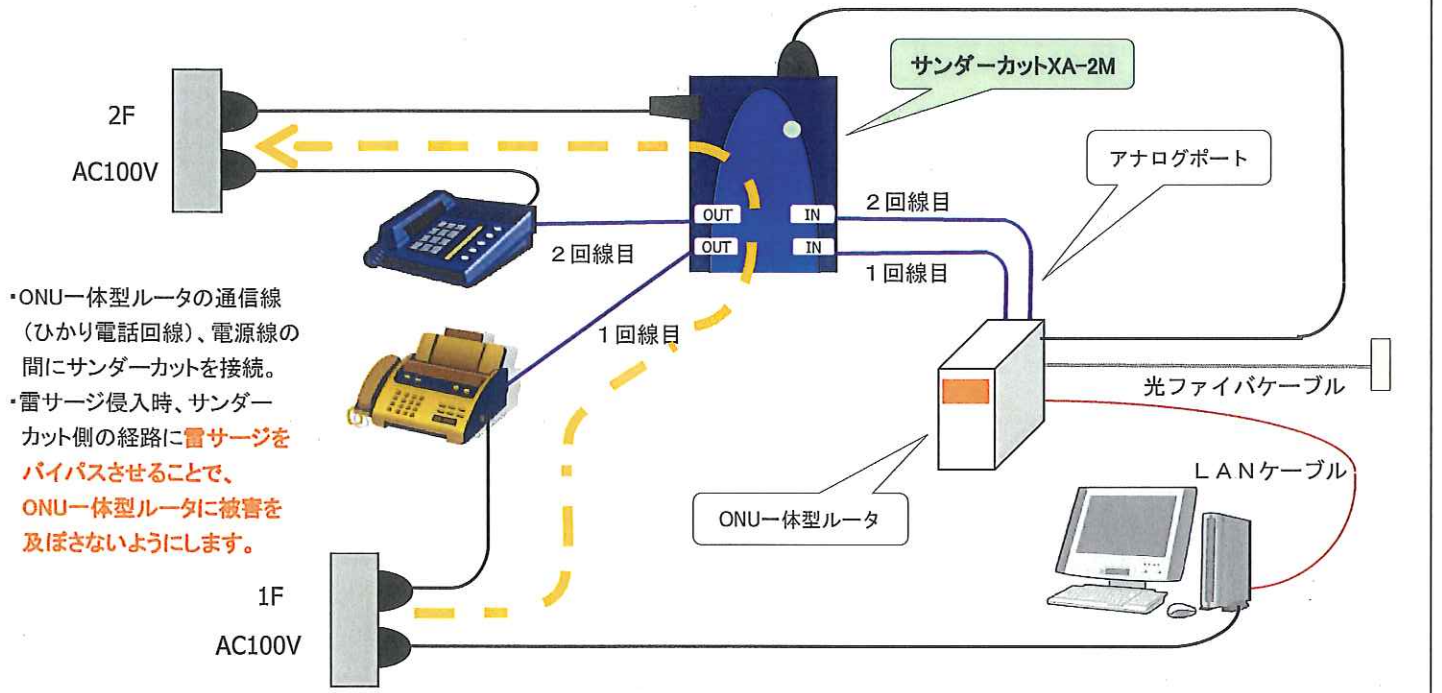 サンダーカットXA-2M
2F
AC100V
アナログポート
OUT
IN
2回線目
OUT
IN
2回線目
1回線目
・ONU一体型ルータの通信線
（ひかり電話回線）、電源線の
間にサンダーカットを接続。
・雷サージ侵入時、サンダー
カット側の経路に雷サージを
バイパスさせることで、
ONU一体型ルータに被害を
及ぼさないようにします。
1回線目
光ファイバケーブル
LANケーブル
ONU一体型ルータ
1F
AC100V